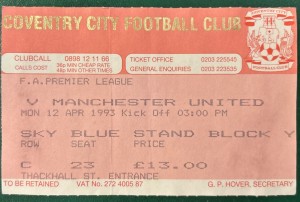 COVENTRY CITY FOOTBALL CLUB
CLUBCALL 0898 12 11 66
CALLS COST 36p MIN CHEAP RATE
48p MIN OTHER TIMES
TICKET OFFICE 0203 225545
GENERAL ENQUIRIES 0203 223535
F.A. PREMIER LEAGUE
V MANCHESTER UNITED
MON 12 APR 1993 Kick Off 03:00 PM
SKY BLUE STAND BLOCK Y
ROW SEAT PRICE
C 23 £13.00
THACKHALL ST. ENTRANCE
TO BE RETAINED VAT No. 272 4005 87 G. P. HOVER, SECRETARY